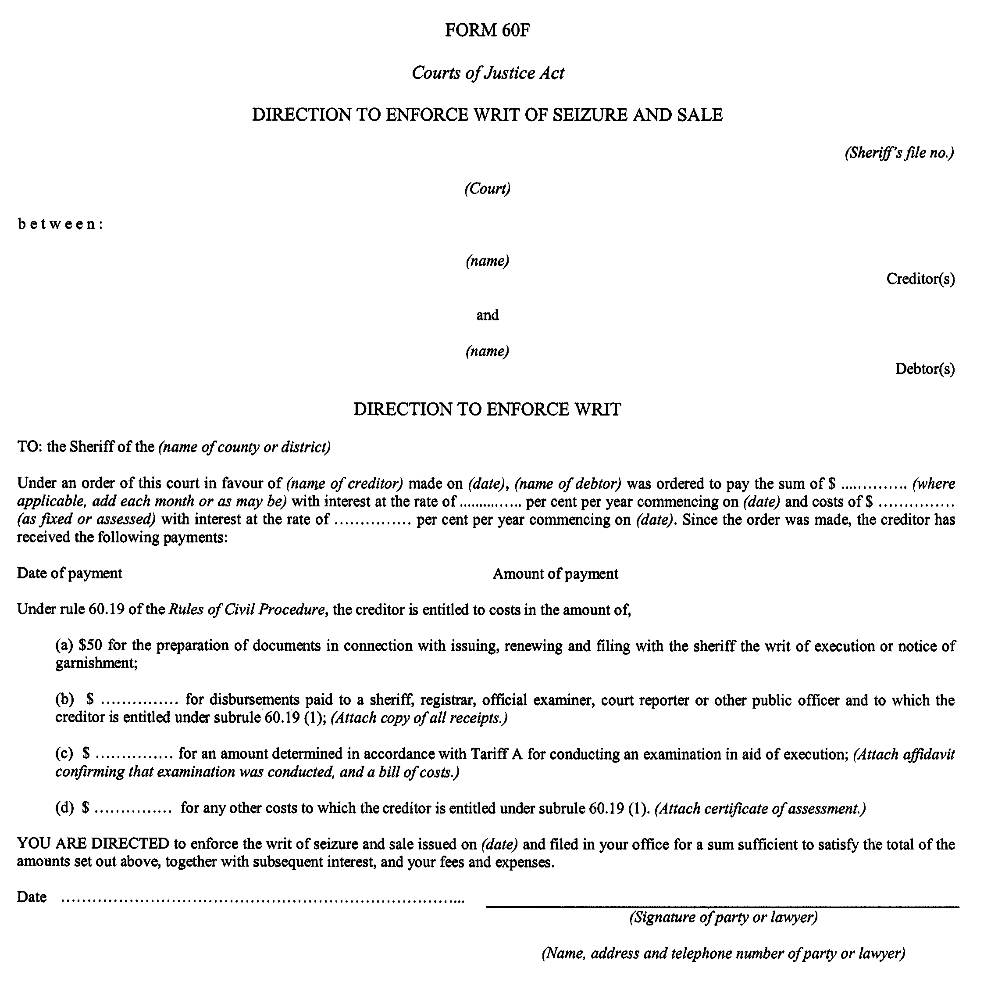 FORM 60F
Courts of Justice Act
DIRECTION TO ENFORCE WRIT OF SEIZURE AND SALE
(Sheriff's file no.)
(Court)
b e t w e e n :
(name)
Creditor(s)
and
(name)
Debtor(s)
DIRECTION TO ENFORCE WRIT
TO: the Sheriff of the (name of county or district)
Under an order of this court in favour of (name of creditor) made on (date), (name of debtor) was ordered to pay the sum of $ .............. (where
applicable, add each month or as may be) with interest at the rate of ............... per cent per year commencing on (date) and costs of $ ...............
(as fixed or assessed) with interest at the rate of ............... per cent per year commencing on (date). Since the order was made, the creditor has
received the following payments:
Date of payment Amount of payment
Under rule 60.19 of the Rules of Civil Procedure, the creditor is entitled to costs in the amount of,
(a) $50 for the preparation of documents in connection with issuing, renewing and filing with the sheriff the writ of execution or notice of
garnishment;
(b) $ ............... for disbursements paid to a sheriff, registrar, official examiner, court reporter or other public officer and to which the
creditor is entitled under subrule 60.19 (1); (Attach copy of all receipts.)
(c) $ ............... for an amount determined in accordance with Tariff A for conducting an examination in aid of execution; (Attach affidavit
confirming that examination was conducted, and a bill of costs.)
(d) $ ............... for any other costs to which the creditor is entitled under subrule 60.19 (1). (Attach certificate of assessment.)
YOU ARE DIRECTED to enforce the writ of seizure and sale issued on (date) and filed in your office for a sum sufficient to satisfy the total of the
amounts set out above, together with subsequent interest, and your fees and expenses.
Date ..............................................................................
(Signature of party or lawyer)
(Name, address and telephone number of party or lawyer)